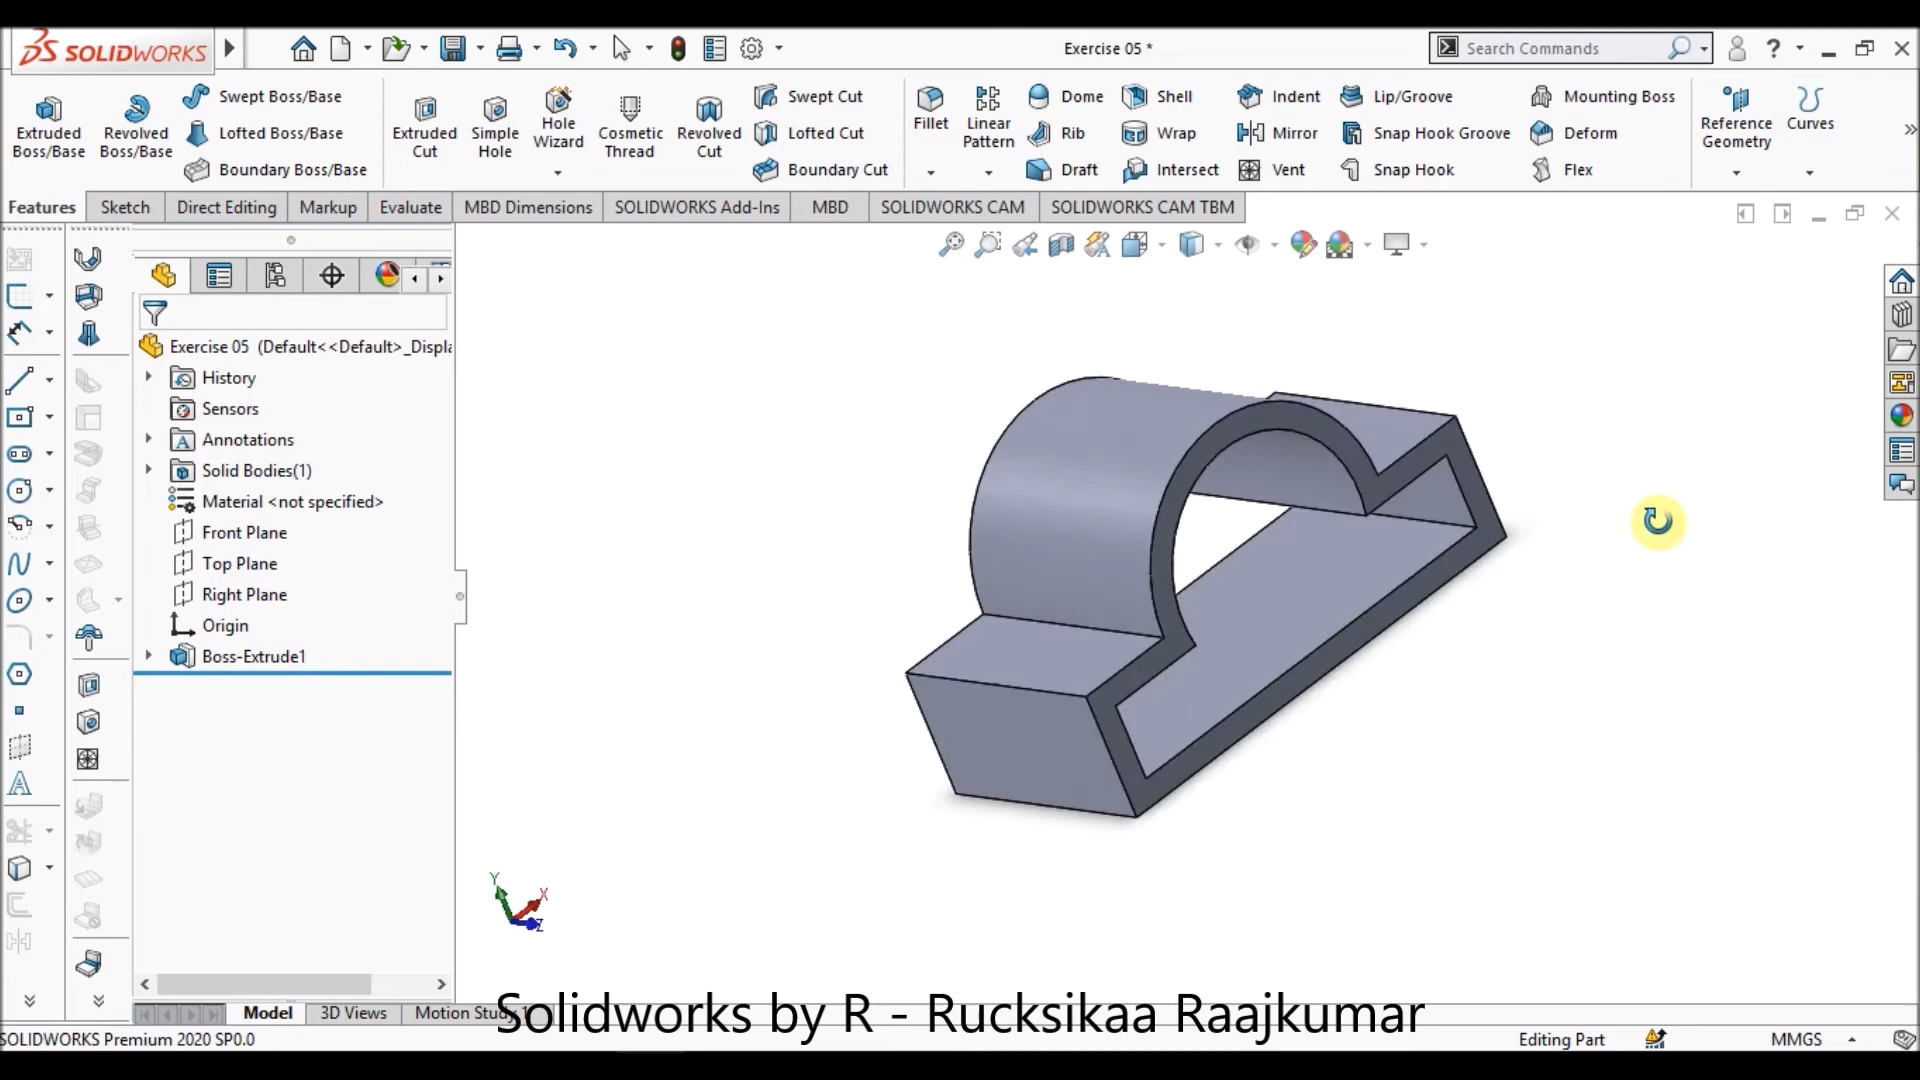 SOLIDWORKS
Exercise 05 *
Search Commands
?
Extruded Boss/Base
Revolved Boss/Base
Swept Boss/Base
Lofted Boss/Base
Boundary Boss/Base
Extruded Cut
Simple Hole
Hole Wizard
Cosmetic Thread
Revolved Cut
Swept Cut
Lofted Cut
Boundary Cut
Fillet
Linear Pattern
Dome
Rib
Draft
Shell
Wrap
Intersect
Indent
Mirror
Vent
Lip/Groove
Snap Hook Groove
Snap Hook
Mounting Boss
Deform
Flex
Reference Geometry
Curves
Features
Sketch
Direct Editing
Markup
Evaluate
MBD Dimensions
SOLIDWORKS Add-Ins
MBD
SOLIDWORKS CAM
SOLIDWORKS CAM TBM
Exercise 05 (Default<<Default>_Displa
History
Sensors
Annotations
Solid Bodies(1)
Material <not specified>
Front Plane
Top Plane
Right Plane
Origin
Boss-Extrude1
Y
X
Z
Model
3D Views
Motion Study 1
Solidworks by R - Rucksikaa Raajkumar
SOLIDWORKS Premium 2020 SP0.0
Editing Part
MMGS